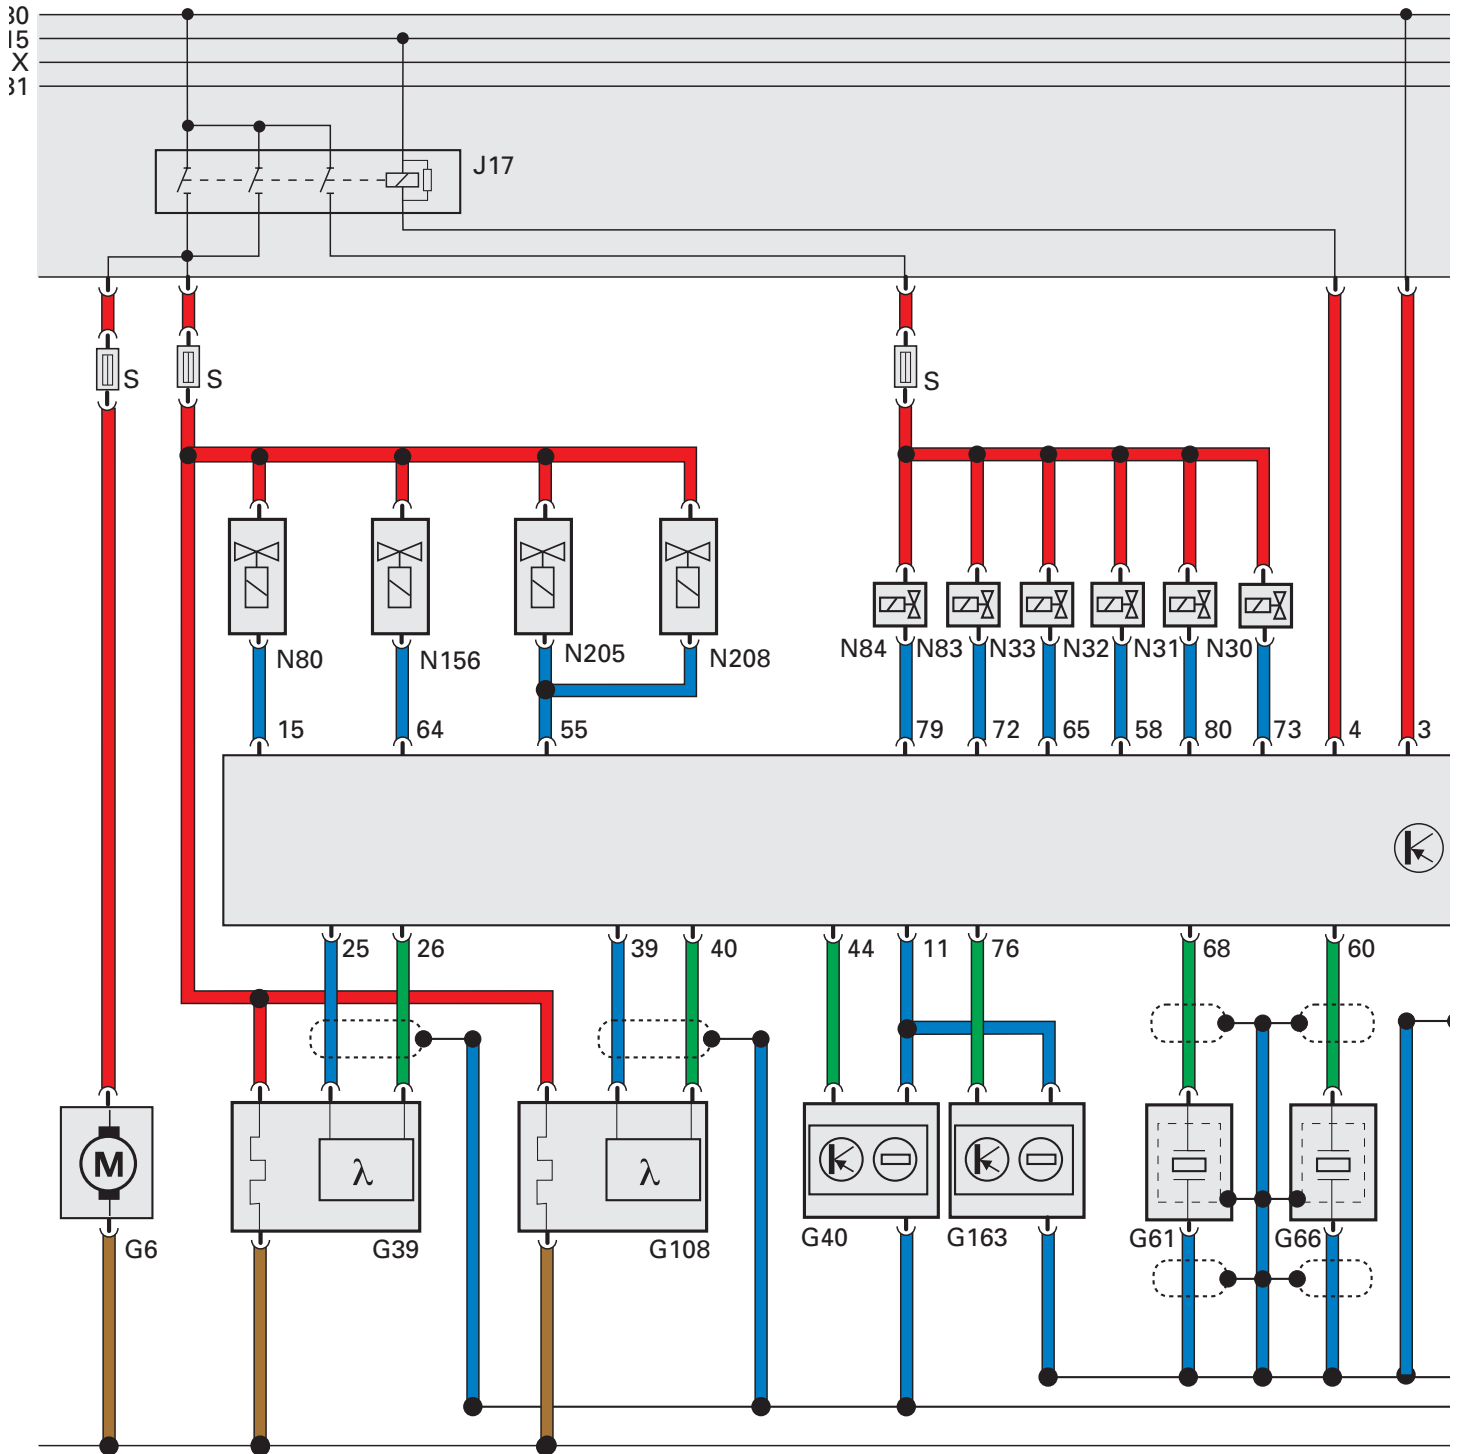 30
15
X
31
J17
S S S
N80 N156 N205 N208
N84 N83 N33 N32 N31 N30
15 64 55 79 72 65 58 80 73 4 3
25 26 39 40 44 11 76 68 60
M λ λ
G6 G39 G108 G40 G163 G61 G66